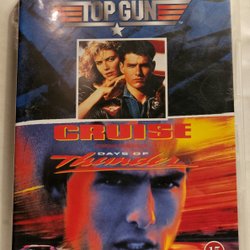 TOP GUN
CRUISE
DAYS OF
Thunder